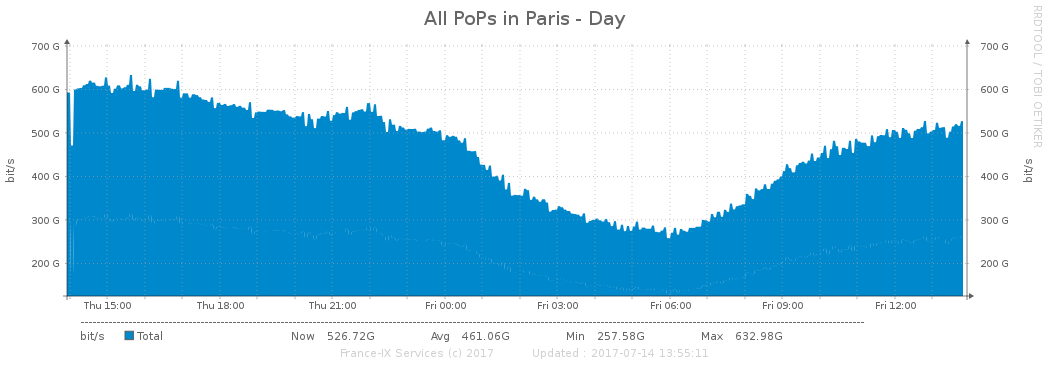 All PoPs in Paris - Day
RRDTOOL / TOBI OETIKER
700 G 700 G
600 G 600 G
500 G 500 G
400 G 400 G
300 G 300 G
200 G 200 G
bit/s
bit/s
Thu 15:00 Thu 18:00 Thu 21:00 Fri 00:00 Fri 03:00 Fri 06:00 Fri 09:00 Fri 12:00
bit/s Total Now 526.72G Avg 461.06G Min 257.58G Max 632.98G
France-IX Services (c) 2017 Updated : 2017-07-14 13:55:11